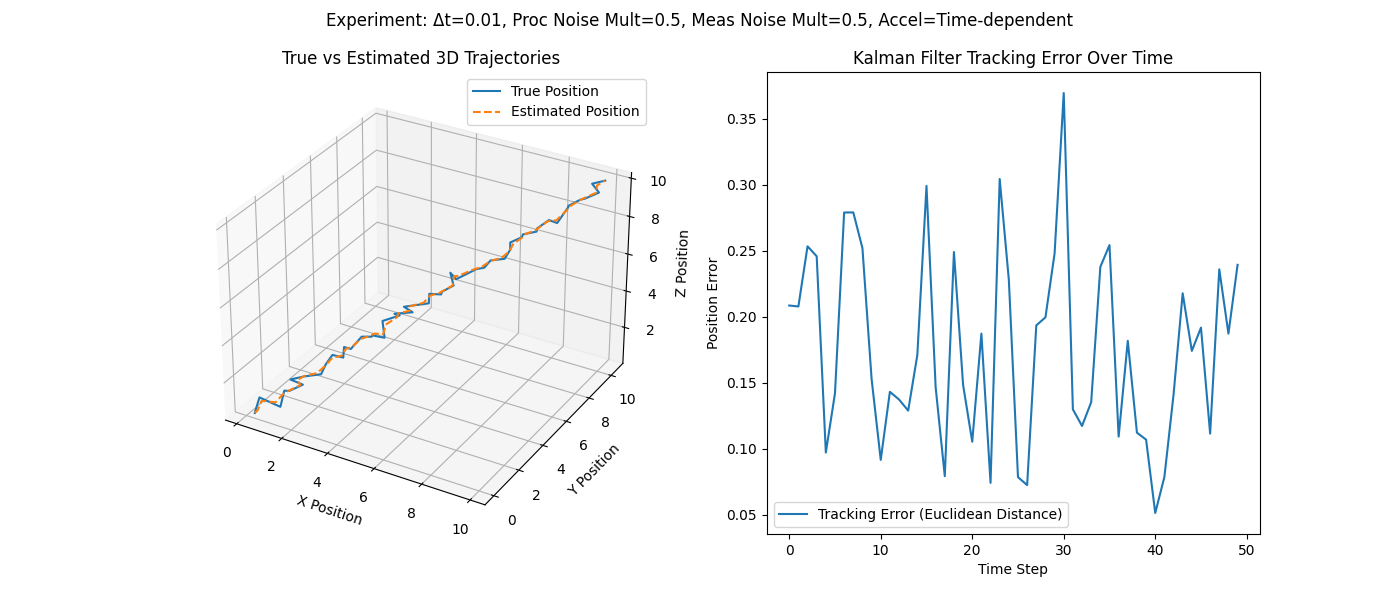 Experiment: Δt=0.01, Proc Noise Mult=0.5, Meas Noise Mult=0.5, Accel=Time-dependent
True vs Estimated 3D Trajectories
True Position
Estimated Position
0
2
4
6
8
10
X Position
0
2
4
6
8
10
Y Position
2
4
6
8
10
Z Position
Kalman Filter Tracking Error Over Time
0.35
0.30
0.25
0.20
0.15
0.10
0.05
Position Error
Tracking Error (Euclidean Distance)
0
10
20
30
40
50
Time Step